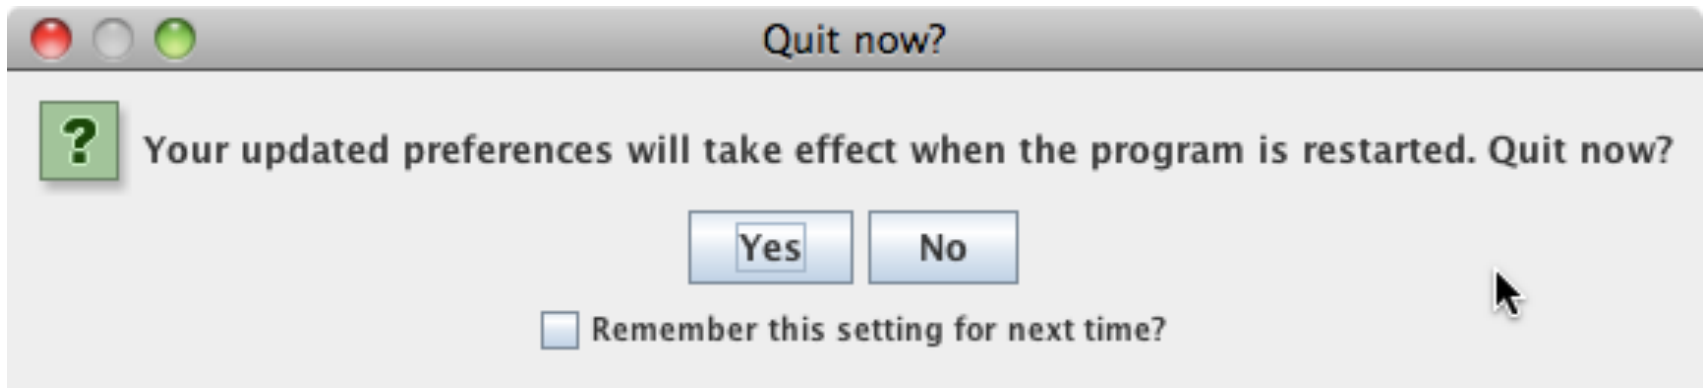 Quit now?
? Your updated preferences will take effect when the program is restarted. Quit now?
Yes No
Remember this setting for next time?